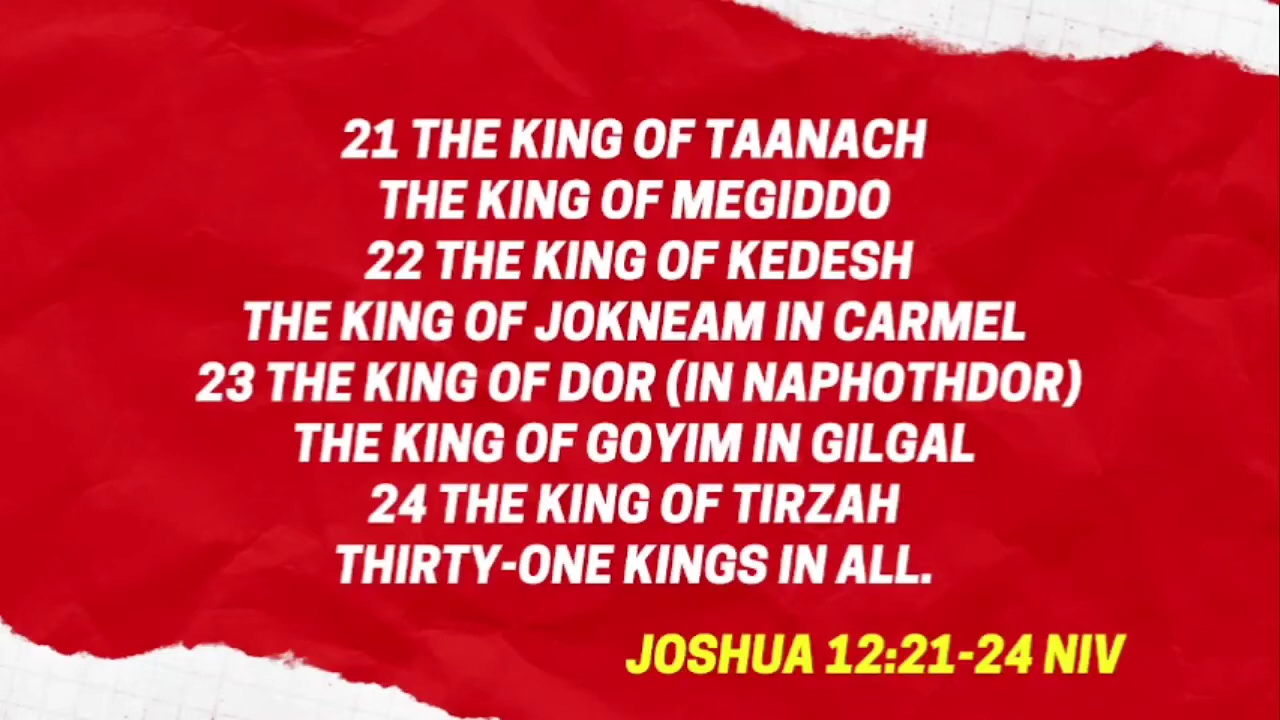 21 THE KING OF TAANACH
THE KING OF MEGIDDO
22 THE KING OF KEDESH
THE KING OF JOKNEAM IN CARMEL
23 THE KING OF DOR (IN NAPHOTHDOR)
THE KING OF GOYIM IN GILGAL
24 THE KING OF TIRZAH
THIRTY-ONE KINGS IN ALL.
JOSHUA 12:21-24 NIV